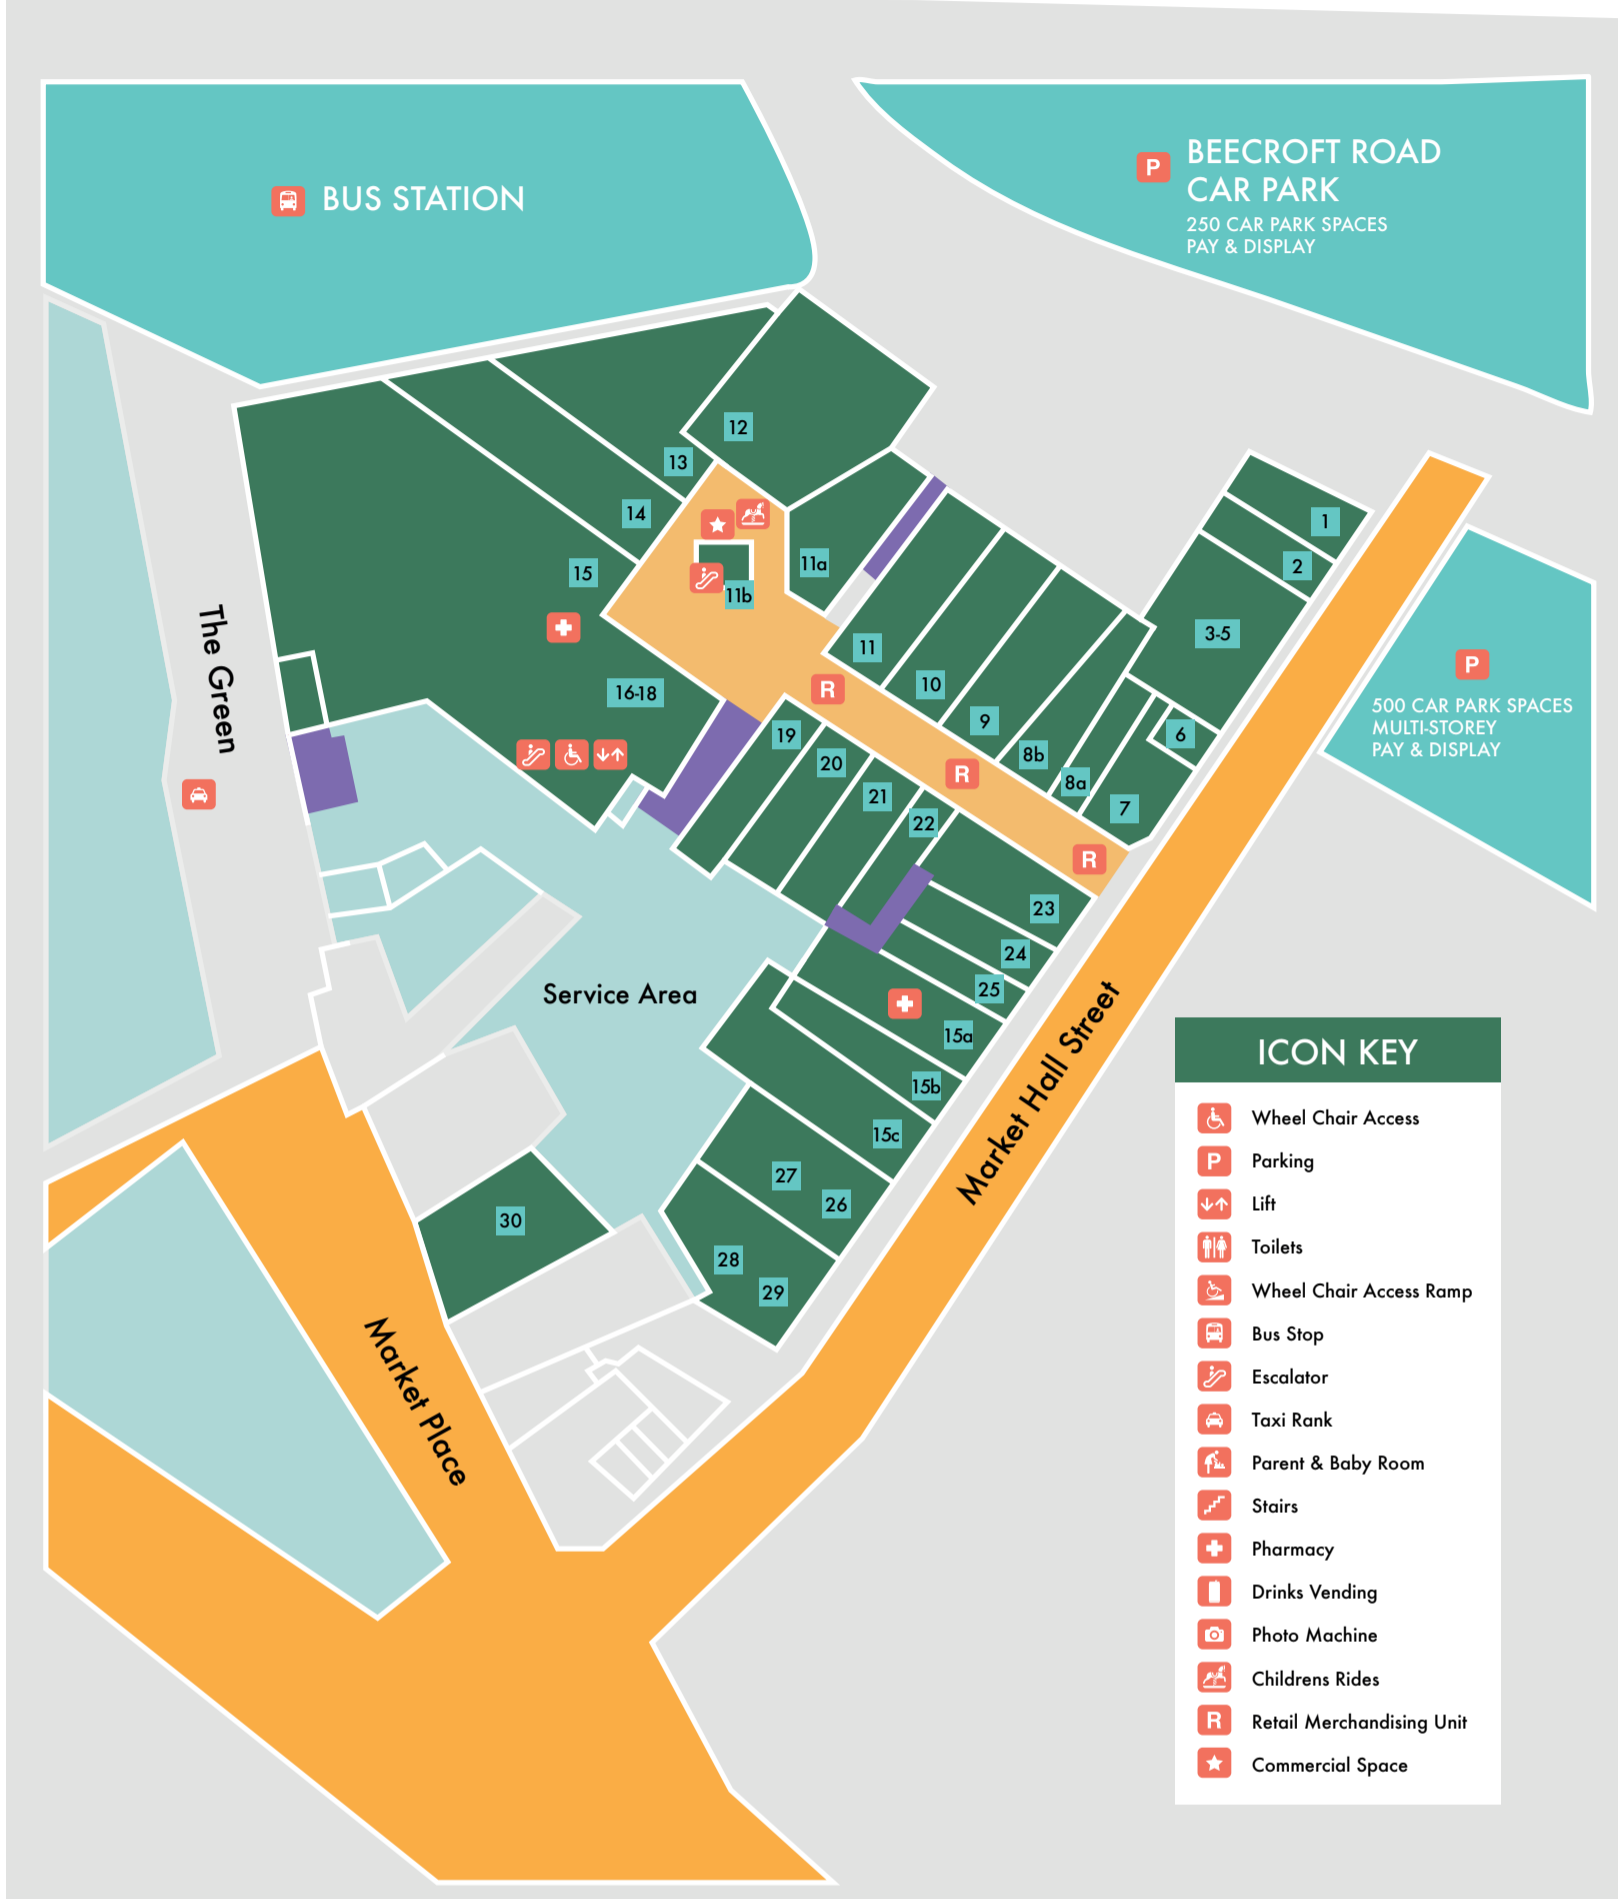 BUS STATION
P
BEECROFT ROAD
CAR PARK
250 CAR PARK SPACES
PAY & DISPLAY
12
13
14
15
11a
11b
11
10
9
8b
8a
7
6
3-5
2
1
16-18
R
R
R
19
20
21
22
23
24
25
15a
15b
15c
27
26
28
29
30
P
500 CAR PARK SPACES
MULTI-STOREY
PAY & DISPLAY
The Green
Service Area
Market Hall Street
Market Place
ICON KEY
Wheel Chair Access
P Parking
Lift
Toilets
Wheel Chair Access Ramp
Bus Stop
Escalator
Taxi Rank
Parent & Baby Room
Stairs
Pharmacy
Drinks Vending
Photo Machine
Childrens Rides
R Retail Merchandising Unit
Commercial Space